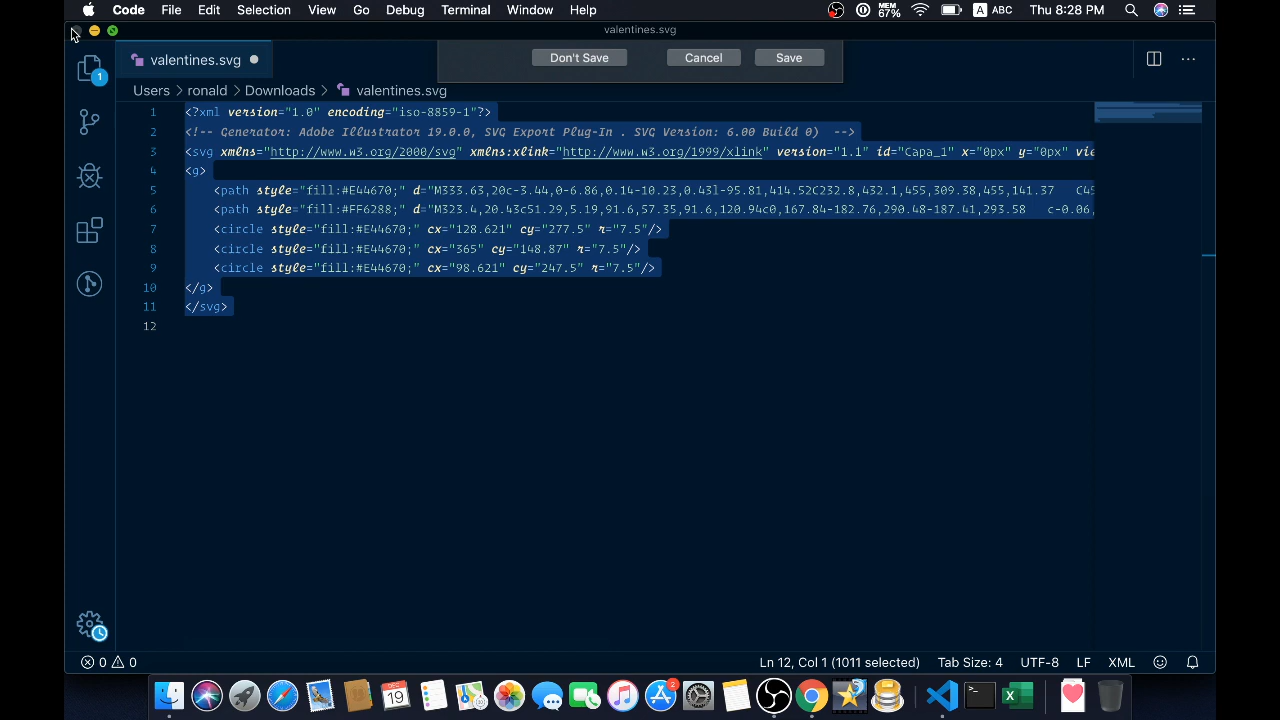 Code File Edit Selection View Go Debug Terminal Window Help MEM 67% A ABC Thu 8:28 PM
valentines.svg
valentines.svg
Don't Save Cancel Save
1
Users > ronald > Downloads > valentines.svg
1 <?xml version="1.0" encoding="iso-8859-1"?>
2 <!-- Generator: Adobe Illustrator 19.0.0, SVG Export Plug-In . SVG Version: 6.00 Build 0) -->
3 <svg xmlns="http://www.w3.org/2000/svg" xmlns:xlink="http://www.w3.org/1999/xlink" version="1.1" id="Capa_1" x="0px" y="0px" vie
4 <g>
5 <path style="fill:#E44670;" d="M333.63,20c-3.44,0-6.86,0.14-10.23,0.43l-95.81,414.52C232.8,432.1,455,309.38,455,141.37 C45
6 <path style="fill:#FF6288;" d="M323.4,20.43c51.29,5.19,91.6,57.35,91.6,120.94c0,167.84-182.76,290.48-187.41,293.58 c-0.06,
7 <circle style="fill:#E44670;" cx="128.621" cy="277.5" r="7.5"/>
8 <circle style="fill:#E44670;" cx="365" cy="148.87" r="7.5"/>
9 <circle style="fill:#E44670;" cx="98.621" cy="247.5" r="7.5"/>
10 </g>
11 </svg>
12
0 0 Ln 12, Col 1 (1011 selected) Tab Size: 4 UTF-8 LF XML
19 2